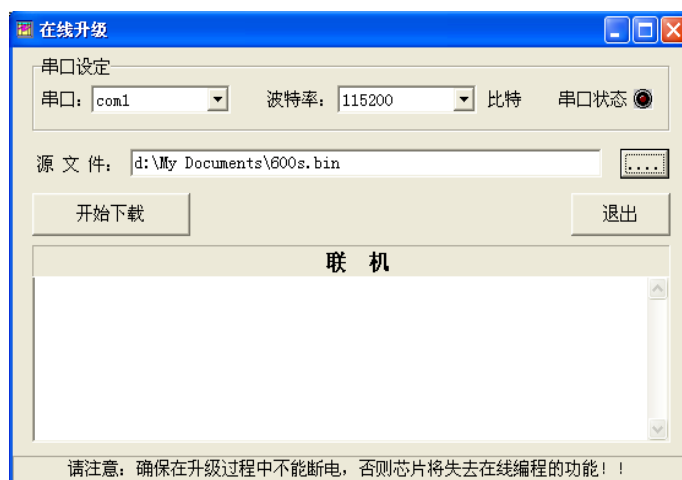 在线升级
串口设定
串口: com1 波特率: 115200 比特 串口状态
源 文 件: d:\My Documents\600s.bin ....
开始下载 退出
联 机
请注意: 确保在升级过程中不能断电, 否则芯片将失去在线编程的功能! !